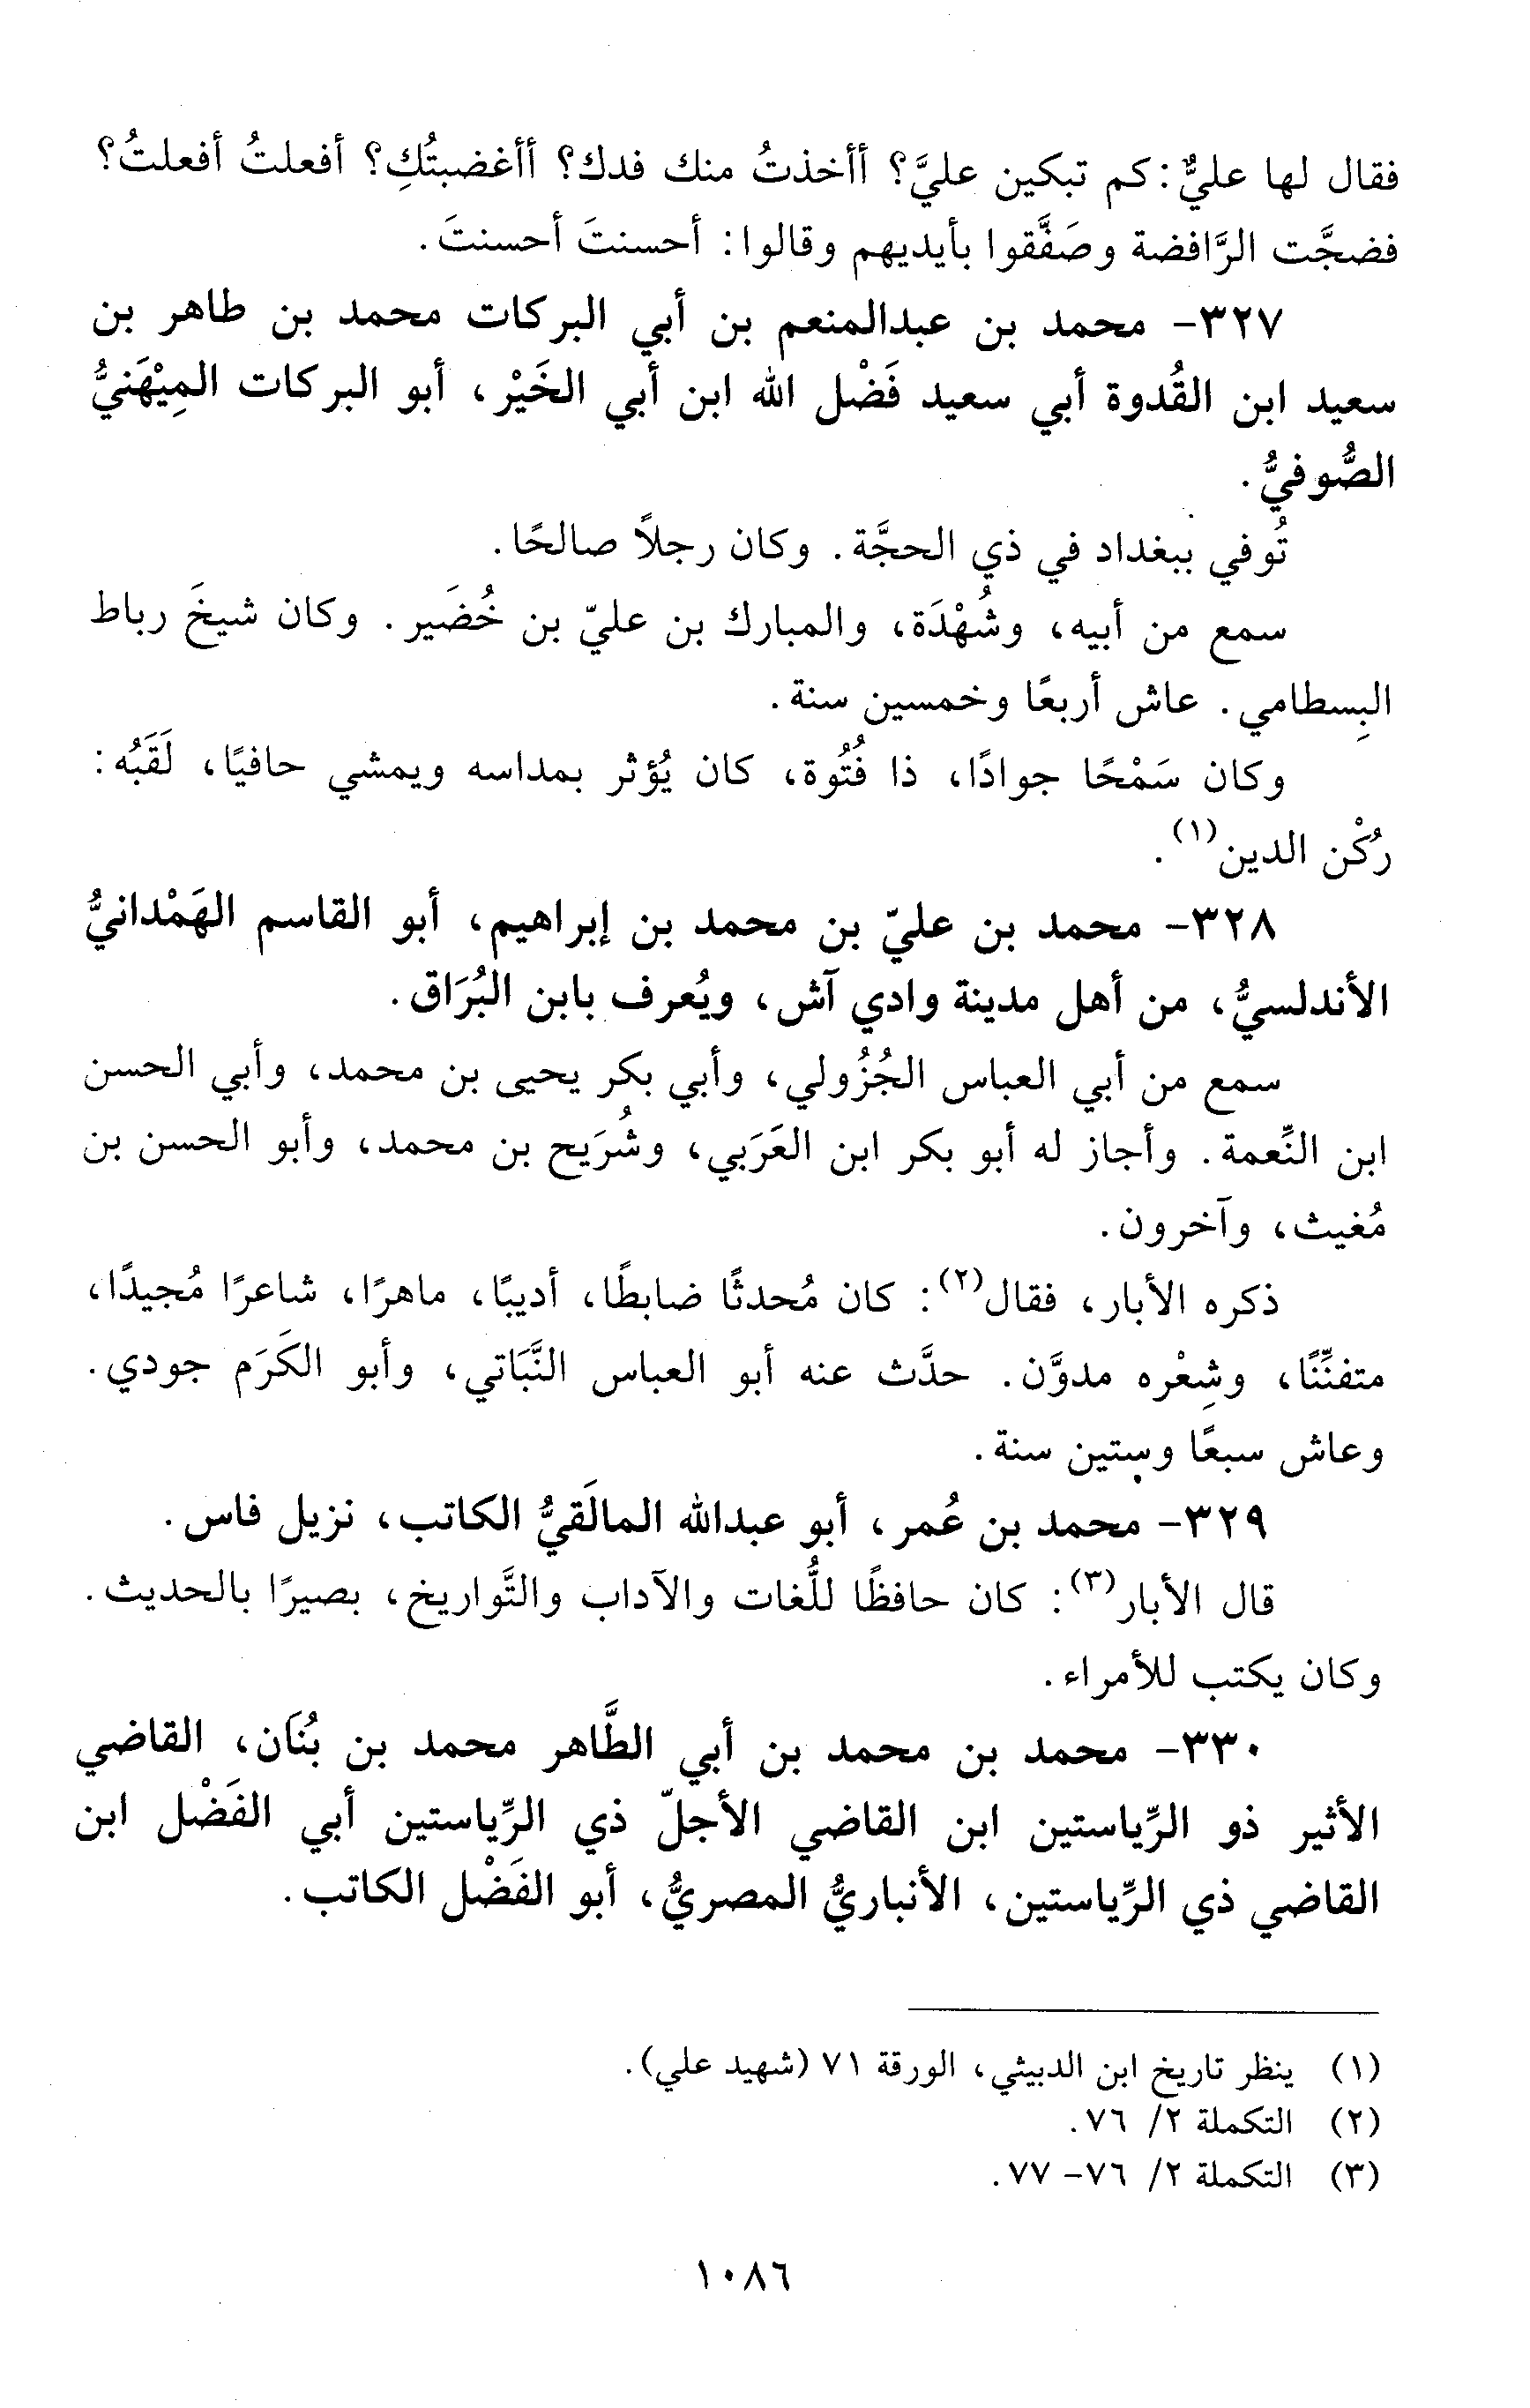 فقال لها عليٌّ: كم تبكين عليَّ؟ أأخذتُ منك فدك؟ أأغضبتُكِ؟ أفعلتُ أفعلتُ؟
فضجَّت الرَّافضة وصَفَّقوا بأيديهم وقالوا: أحسنتَ أحسنتَ.
٣٢٧- محمد بن عبدالمنعم بن أبي البركات محمد بن طاهر بن
سعيد ابن القُدوة أبي سعيد فَضْل الله ابن أبي الخَيْر، أبو البركات المِيْهَنيُّ
الصُّوفيُّ.
تُوفي ببغداد في ذي الحجَّة. وكان رجلاً صالحًا.
سمع من أبيه، وشُهْدَة، والمبارك بن عليّ بن خُضَير. وكان شيخَ رباط
البِسطامي. عاش أربعًا وخمسين سنة.
وكان سَمْحًا جوادًا، ذا فُتُوة، كان يُؤثر بمداسه ويمشي حافيًا، لَقَبُه:
رُكْن الدين(١).
٣٢٨- محمد بن عليّ بن محمد بن إبراهيم، أبو القاسم الهَمْدانيُّ
الأندلسيُّ، من أهل مدينة وادي آش، ويُعرف بابن البُرَاق.
سمع من أبي العباس الجُزُولي، وأبي بكر يحيى بن محمد، وأبي الحسن
ابن النِّعمة. وأجاز له أبو بكر ابن العَرَبي، وشُرَيح بن محمد، وأبو الحسن بن
مُغيث، وآخرون.
ذكره الأبار، فقال(٢): كان مُحدثًا ضابطًا، أديبًا، ماهرًا، شاعرًا مُجيدًا،
متفنِّنًا، وشِعْره مدوَّن. حدَّث عنه أبو العباس النَّبَاتي، وأبو الكَرَم جودي.
وعاش سبعًا وستين سنة.
٣٢٩- محمد بن عُمر، أبو عبدالله المالَقيُّ الكاتب، نزيل فاس.
قال الأبار(٣): كان حافظًا للُّغات والآداب والتَّواريخ، بصيرًا بالحديث.
وكان يكتب للأمراء.
٣٣٠- محمد بن محمد بن أبي الطَّاهر محمد بن بُنَان، القاضي
الأثير ذو الرِّياستين ابن القاضي الأجلّ ذي الرِّياستين أبي الفَضْل ابن
القاضي ذي الرِّياستين، الأنباريُّ المصريُّ، أبو الفَضْل الكاتب.
(١) ينظر تاريخ ابن الدبيثي، الورقة ٧١ (شهيد علي).
(٢) التكملة ٢/ ٧٦.
(٣) التكملة ٢/ ٧٦- ٧٧.
١٠٨٦